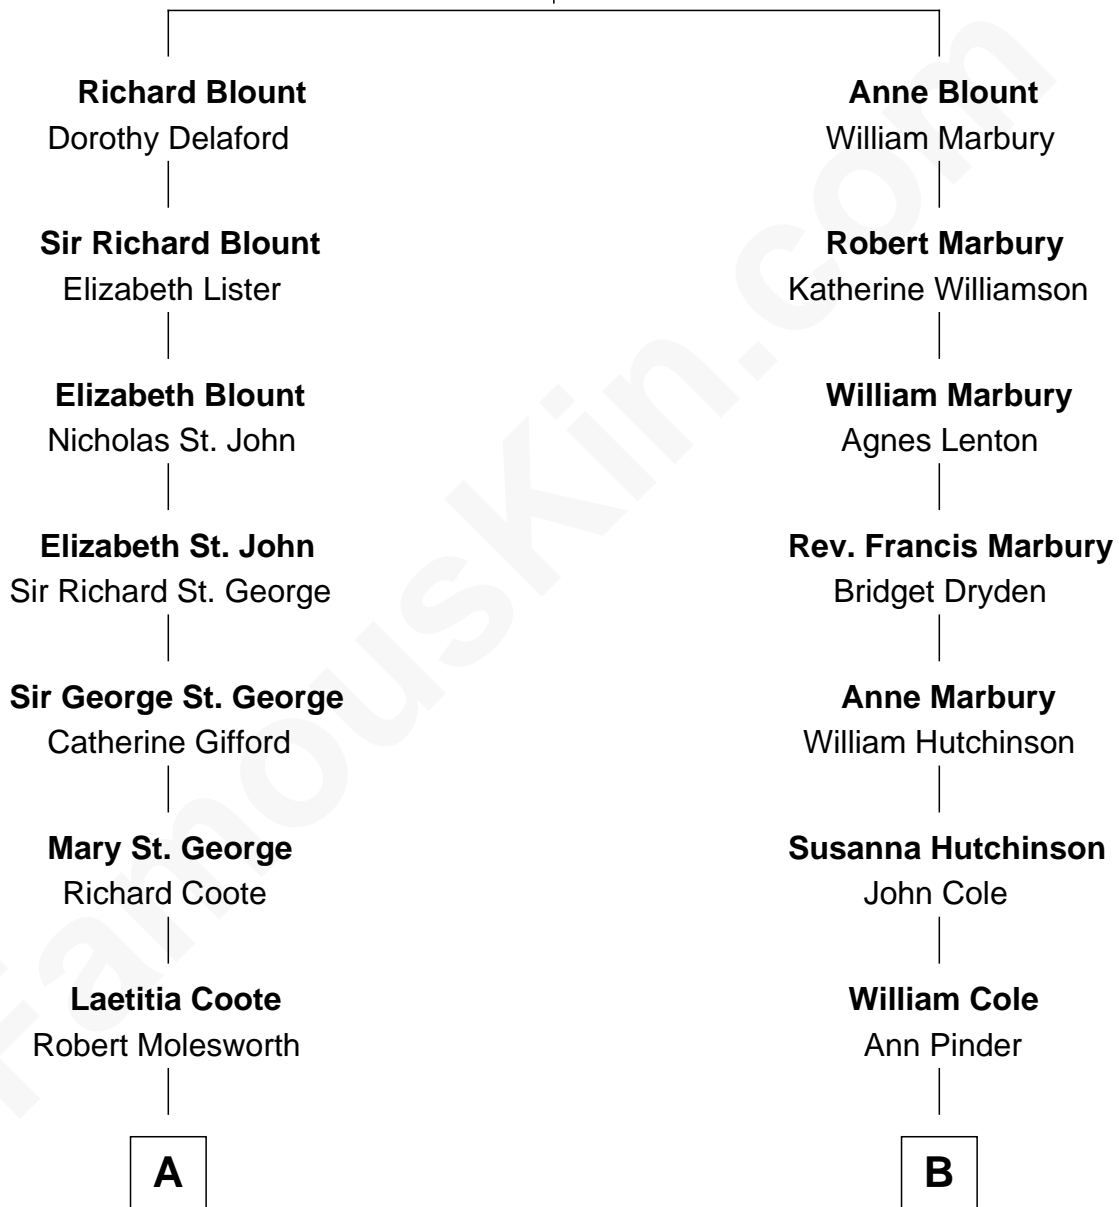 Richard Blount
Dorothy Delaford
Anne Blount
William Marbury
Sir Richard Blount
Elizabeth Lister
Robert Marbury
Katherine Williamson
Elizabeth Blount
Nicholas St. John
William Marbury
Agnes Lenton
Elizabeth St. John
Sir Richard St. George
Rev. Francis Marbury
Bridget Dryden
Sir George St. George
Catherine Gifford
Anne Marbury
William Hutchinson
Mary St. George
Richard Coote
Susanna Hutchinson
John Cole
Laetitia Coote
Robert Molesworth
William Cole
Ann Pinder
A
B
FamousKin.com